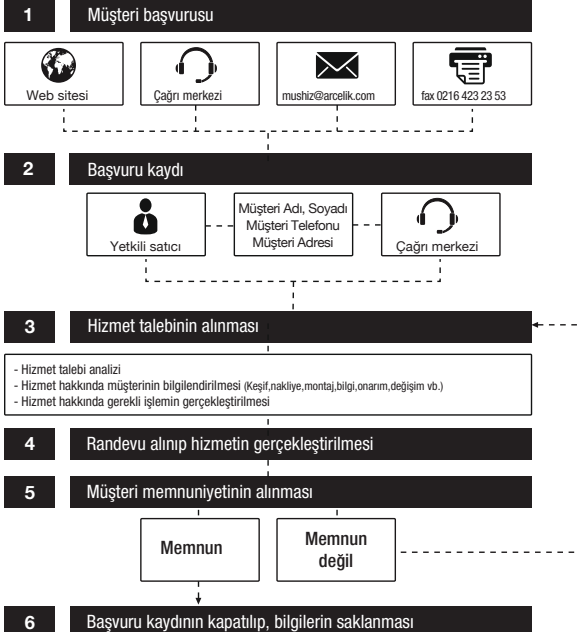 1 Müşteri başvurusu
Web sitesi
Çağrı merkezi
mushiz@arcelik.com
fax 0216 423 23 53
2 Başvuru kaydı
Yetkili satıcı
Müşteri Adı, Soyadı
Müşteri Telefonu
Müşteri Adresi
Çağrı merkezi
3 Hizmet talebinin alınması
- Hizmet talebi analizi
- Hizmet hakkında müşterinin bilgilendirilmesi (Keşif,nakliye,montaj,bilgi,onarım,değişim vb.)
- Hizmet hakkında gerekli işlemin gerçekleştirilmesi
4 Randevu alınıp hizmetin gerçekleştirilmesi
5 Müşteri memnuniyetinin alınması
Memnun
Memnun
değil
6 Başvuru kaydının kapatılıp, bilgilerin saklanması